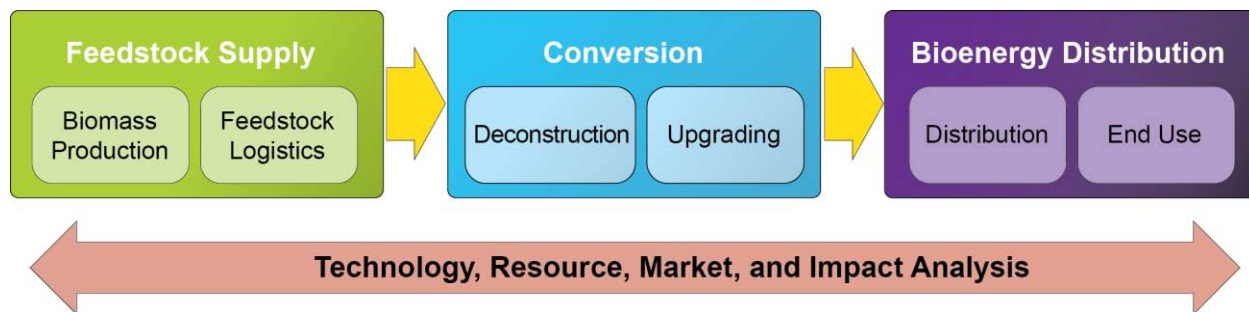 Feedstock Supply
Biomass
Production
Feedstock
Logistics
Conversion
Deconstruction
Upgrading
Bioenergy Distribution
Distribution
End Use
Technology, Resource, Market, and Impact Analysis